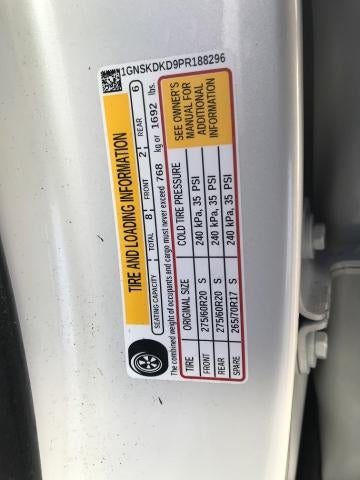 1GNSKDKD9PR188296
TIRE AND LOADING INFORMATION
SEATING CAPACITY | TOTAL 8 | FRONT 2 | REAR 6
The combined weight of occupants and cargo must never exceed 768 kg or 1692 lbs.
TIRE ORIGINAL SIZE COLD TIRE PRESSURE
FRONT 275/60R20 S 240 kPa, 35 PSI
REAR 275/60R20 S 240 kPa, 35 PSI
SPARE 265/70R17 S 240 kPa, 35 PSI
SEE OWNER'S
MANUAL FOR
ADDITIONAL
INFORMATION